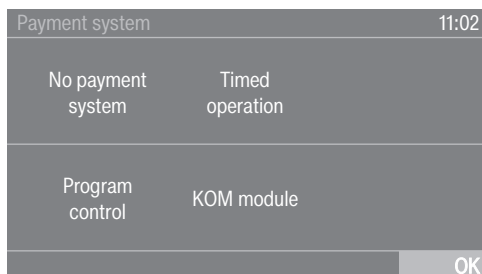 Payment system 11:02
No payment
system
Timed
operation
Program
control
KOM module
OK